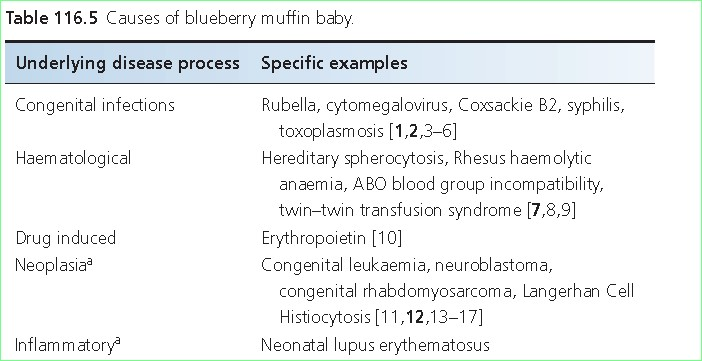 Table 116.5 Causes of blueberry muffin baby.
Underlying disease process Specific examples
Congenital infections Rubella, cytomegalovirus, Coxsackie B2, syphilis,
toxoplasmosis [1,2,3–6]
Haematological Hereditary spherocytosis, Rhesus haemolytic
anaemia, ABO blood group incompatibility,
twin–twin transfusion syndrome [7,8,9]
Drug induced Erythropoietin [10]
Neoplasiaᵃ Congenital leukaemia, neuroblastoma,
congenital rhabdomyosarcoma, Langerhan Cell
Histiocytosis [11,12,13–17]
Inflammatoryᵃ Neonatal lupus erythematosus